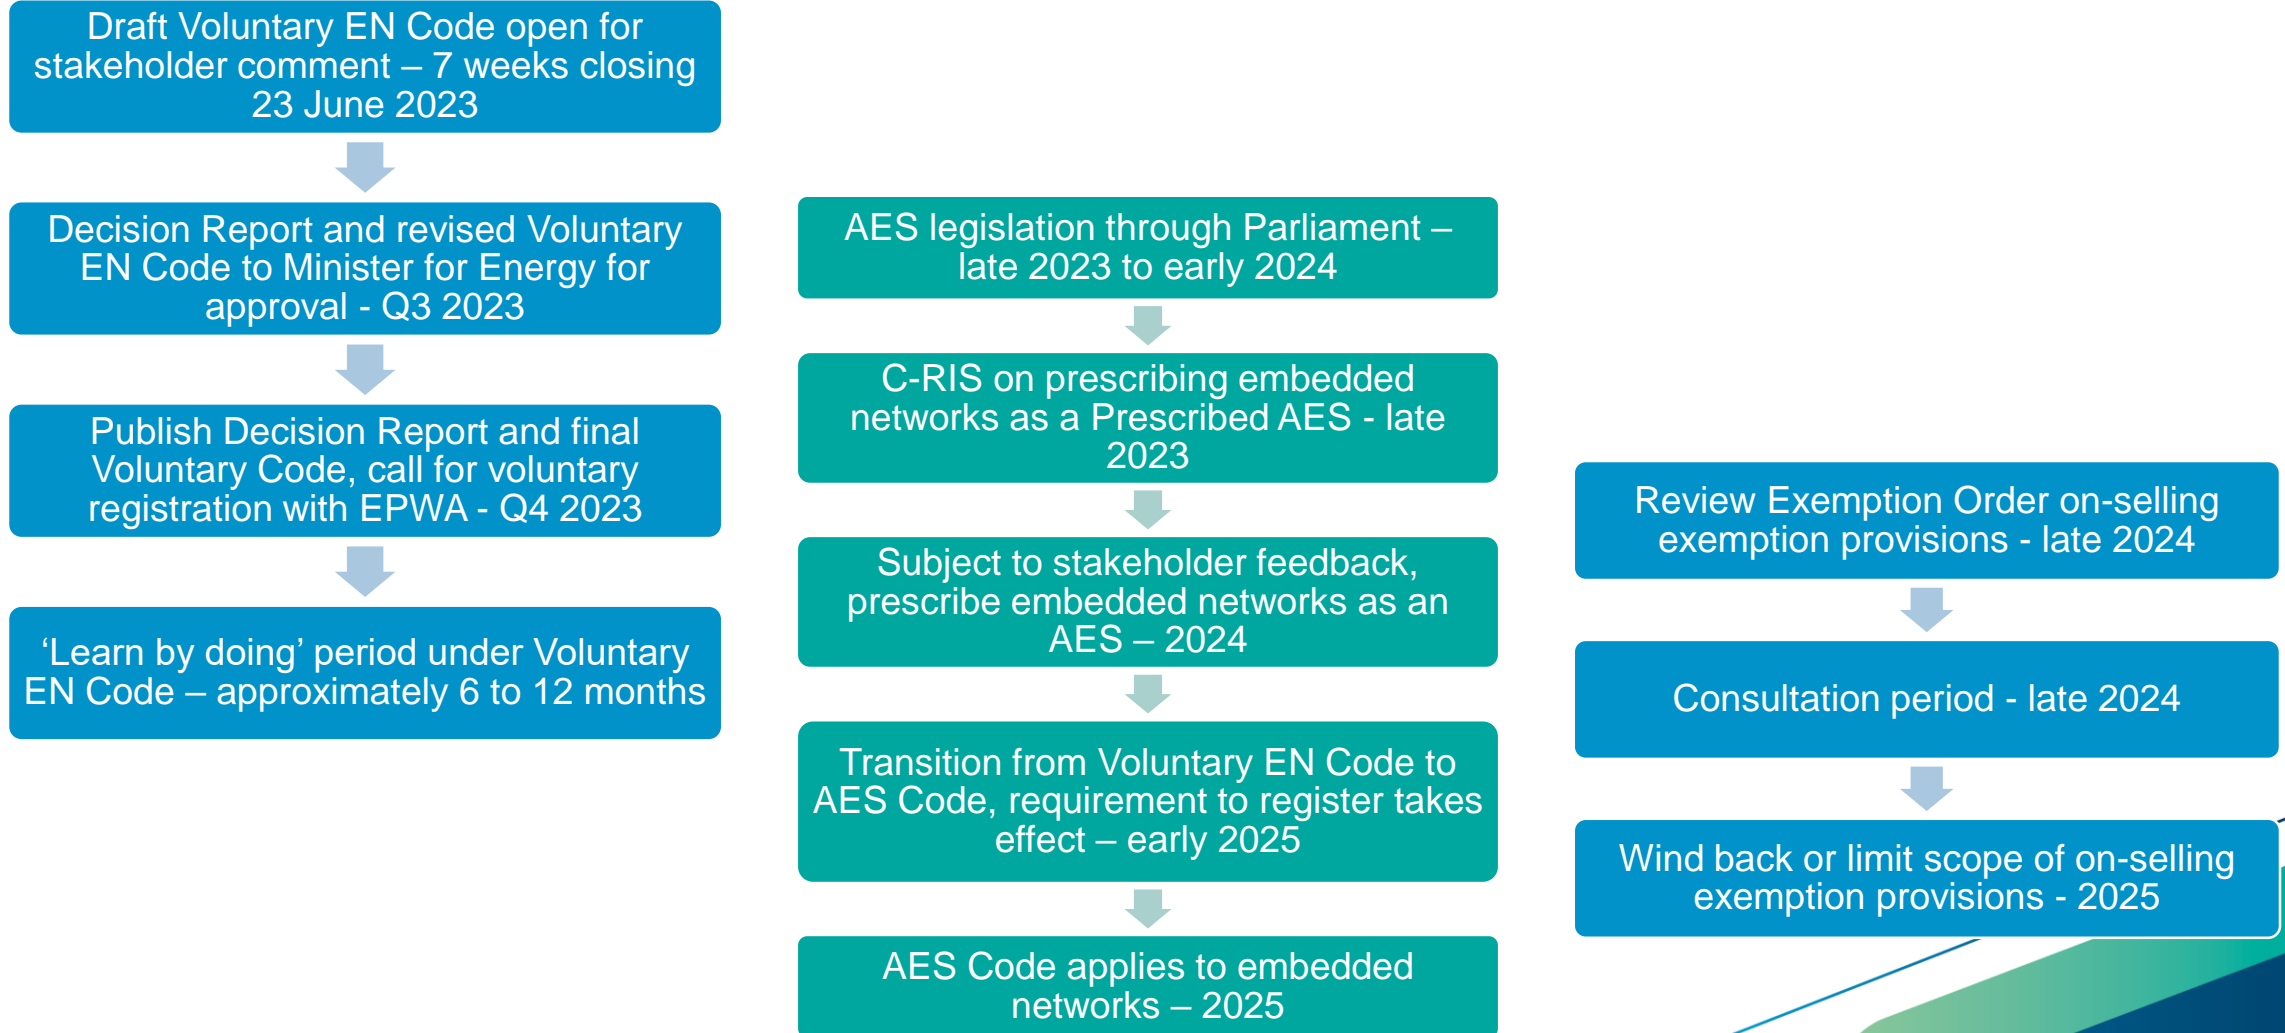 Draft Voluntary EN Code open for
stakeholder comment – 7 weeks closing
23 June 2023
Decision Report and revised Voluntary
EN Code to Minister for Energy for
approval - Q3 2023
Publish Decision Report and final
Voluntary Code, call for voluntary
registration with EPWA - Q4 2023
‘Learn by doing’ period under Voluntary
EN Code – approximately 6 to 12 months
AES legislation through Parliament –
late 2023 to early 2024
C-RIS on prescribing embedded
networks as a Prescribed AES - late
2023
Subject to stakeholder feedback,
prescribe embedded networks as an
AES – 2024
Transition from Voluntary EN Code to
AES Code, requirement to register takes
effect – early 2025
AES Code applies to embedded
networks – 2025
Review Exemption Order on-selling
exemption provisions - late 2024
Consultation period - late 2024
Wind back or limit scope of on-selling
exemption provisions - 2025